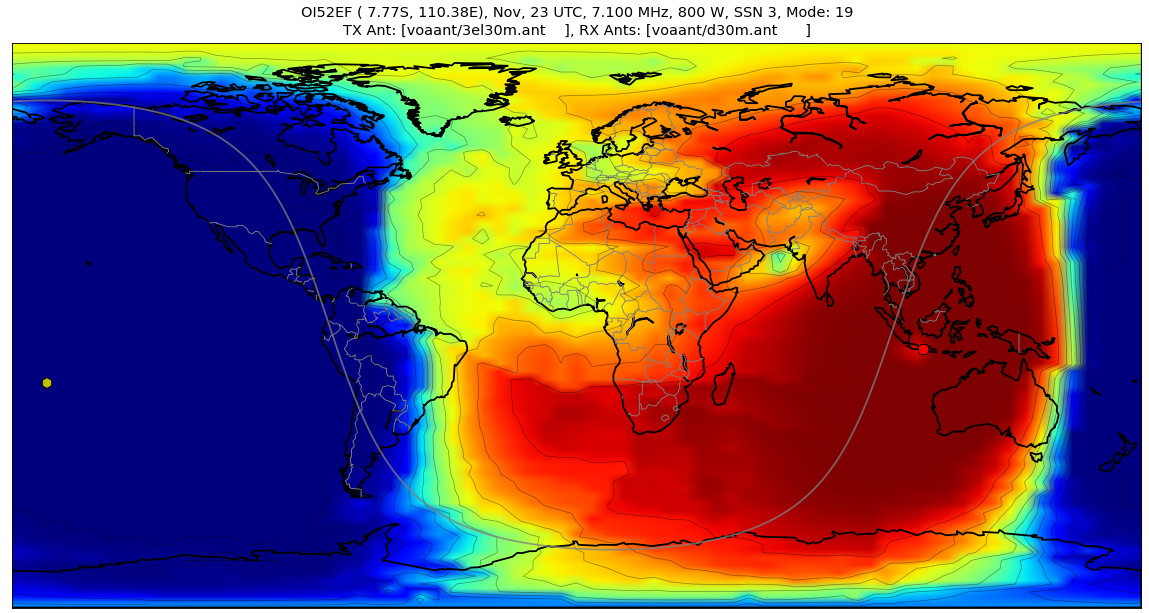 OI52EF ( 7.77S, 110.38E), Nov, 23 UTC, 7.100 MHz, 800 W, SSN 3, Mode: 19
TX Ant: [voaant/3el30m.ant    ], RX Ants: [voaant/d30m.ant      ]